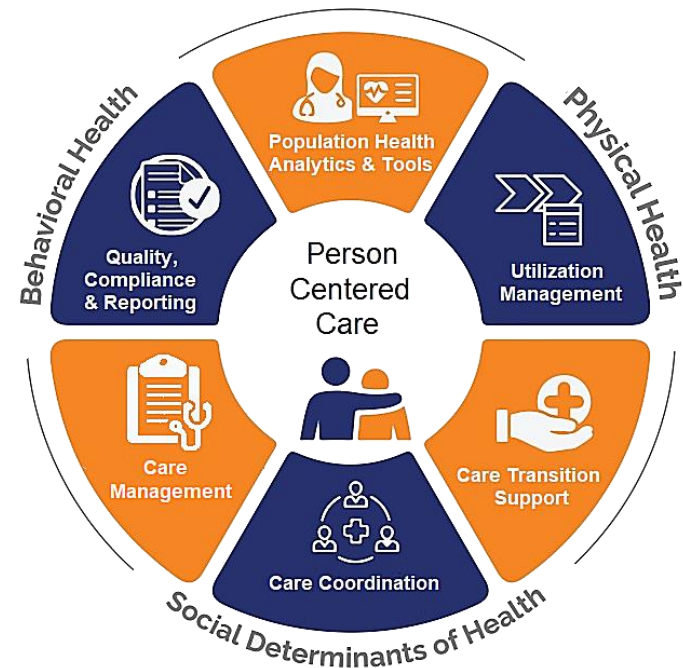 Behavioral Health
Physical Health
Population Health
Analytics & Tools
Quality,
Compliance
& Reporting
Person
Centered
Care
Utilization
Management
Care
Management
Care Transition
Support
Care Coordination
Social Determinants of Health